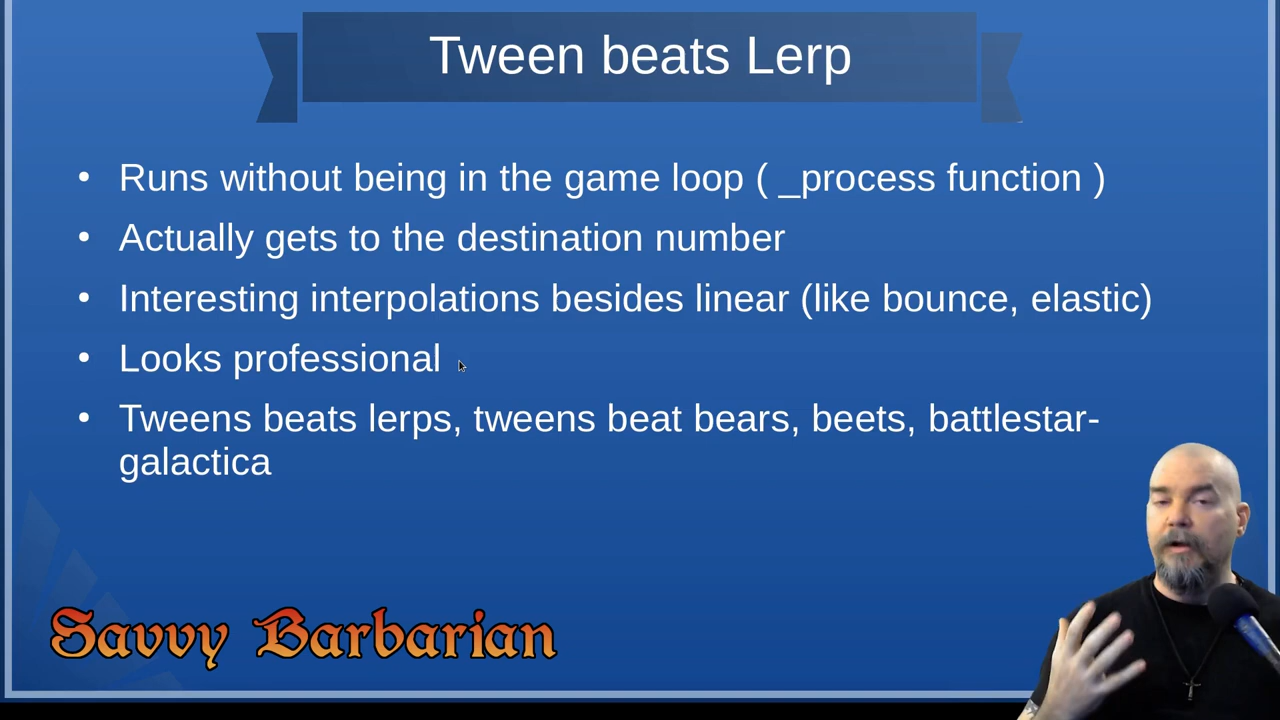 Tween beats Lerp
• Runs without being in the game loop ( _process function )
• Actually gets to the destination number
• Interesting interpolations besides linear (like bounce, elastic)
• Looks professional
• Tweens beats lerps, tweens beat bears, beets, battlestar-
galactica
Savvy Barbarian